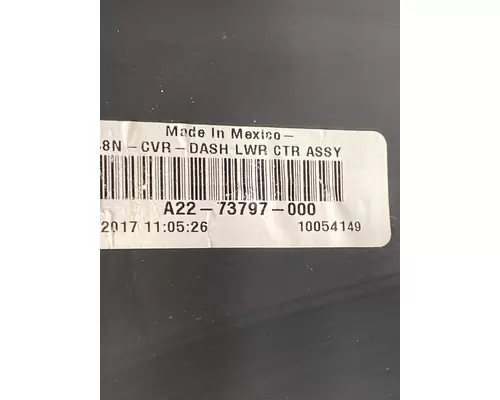 Made In Mexico-
8N-CVR-DASH LWR CTR ASSY
A22-73797-000
2017 11:05:26 10054149